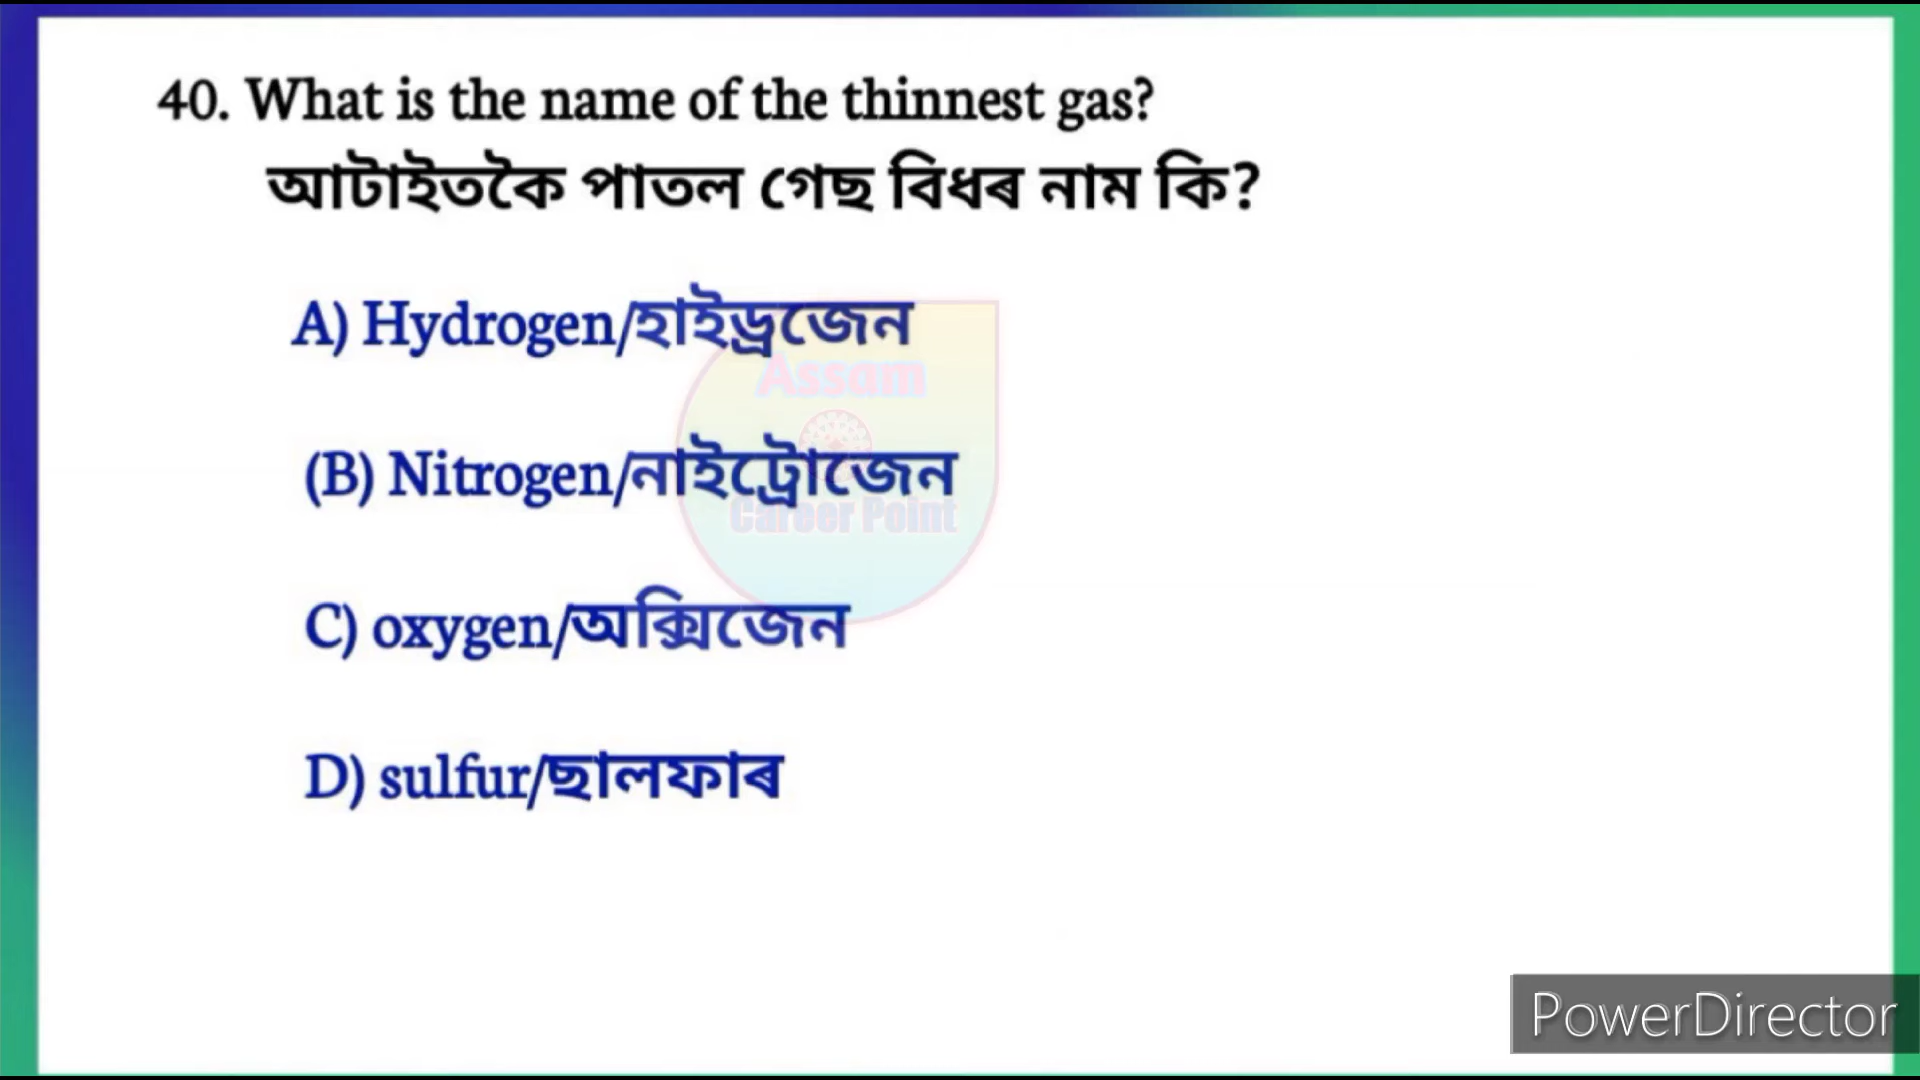 40. What is the name of the thinnest gas?
আটাইতকৈ পাতল গেছ বিধৰ নাম কি?
A) Hydrogen/হাইড্ৰজেন
Assam
(B) Nitrogen/নাইট্ৰোজেন
Career Point
C) oxygen/অক্সিজেন
D) sulfur/ছালফাৰ
PowerDirector